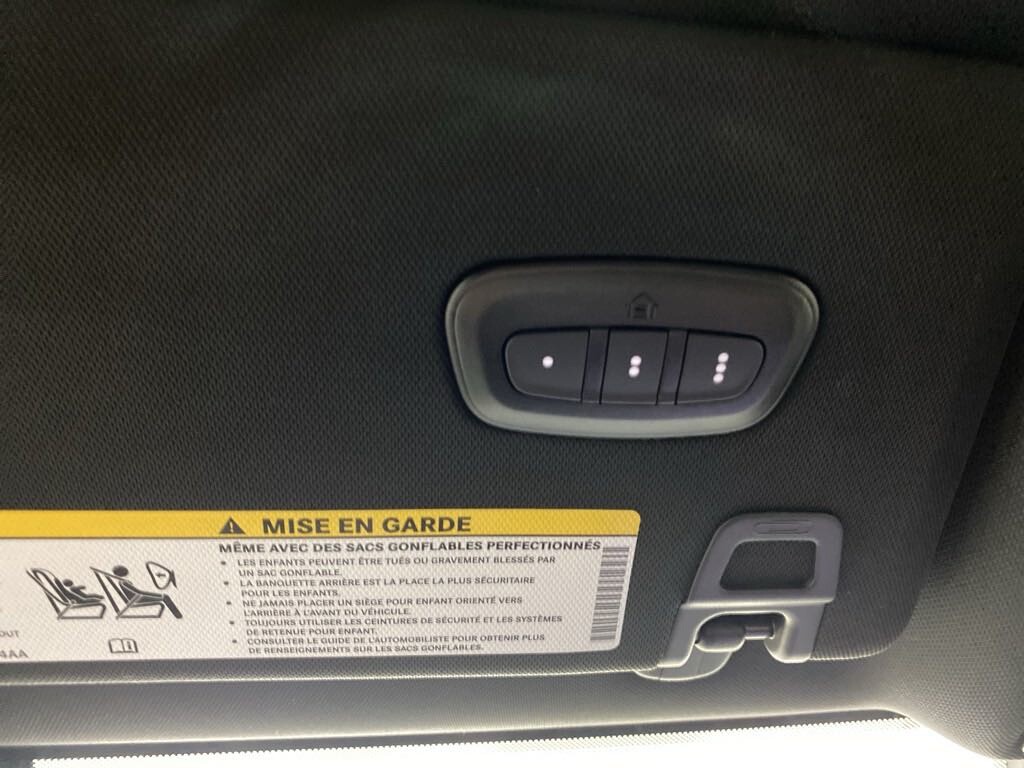 MISE EN GARDE
MÊME AVEC DES SACS GONFLABLES PERFECTIONNÉS
• LES ENFANTS PEUVENT ÊTRE TUÉS OU GRAVEMENT BLESSÉS PAR
UN SAC GONFLABLE.
• LA BANQUETTE ARRIÈRE EST LA PLACE LA PLUS SÉCURITAIRE
POUR LES ENFANTS.
• NE JAMAIS PLACER UN SIÈGE POUR ENFANT ORIENTÉ VERS
L'ARRIÈRE À L'AVANT DU VÉHICULE.
• TOUJOURS UTILISER LES CEINTURES DE SÉCURITÉ ET LES SYSTÈMES
DE RETENUE POUR ENFANT.
• CONSULTER LE GUIDE DE L'AUTOMOBILISTE POUR OBTENIR PLUS
DE RENSEIGNEMENTS SUR LES SACS GONFLABLES.
OUT
4AA